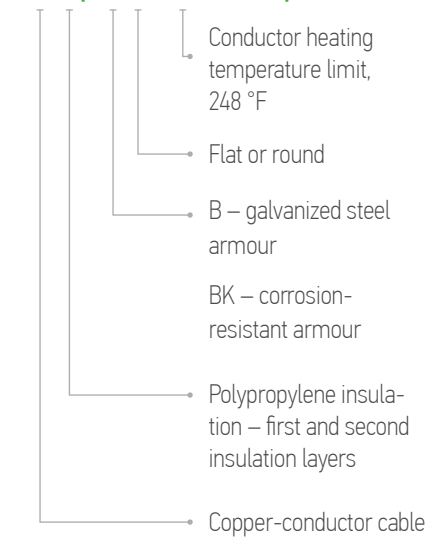 Conductor heating
temperature limit,
248 °F
Flat or round
B – galvanized steel
armour
BK – corrosion-
resistant armour
Polypropylene insula-
tion – first and second
insulation layers
Copper-conductor cable